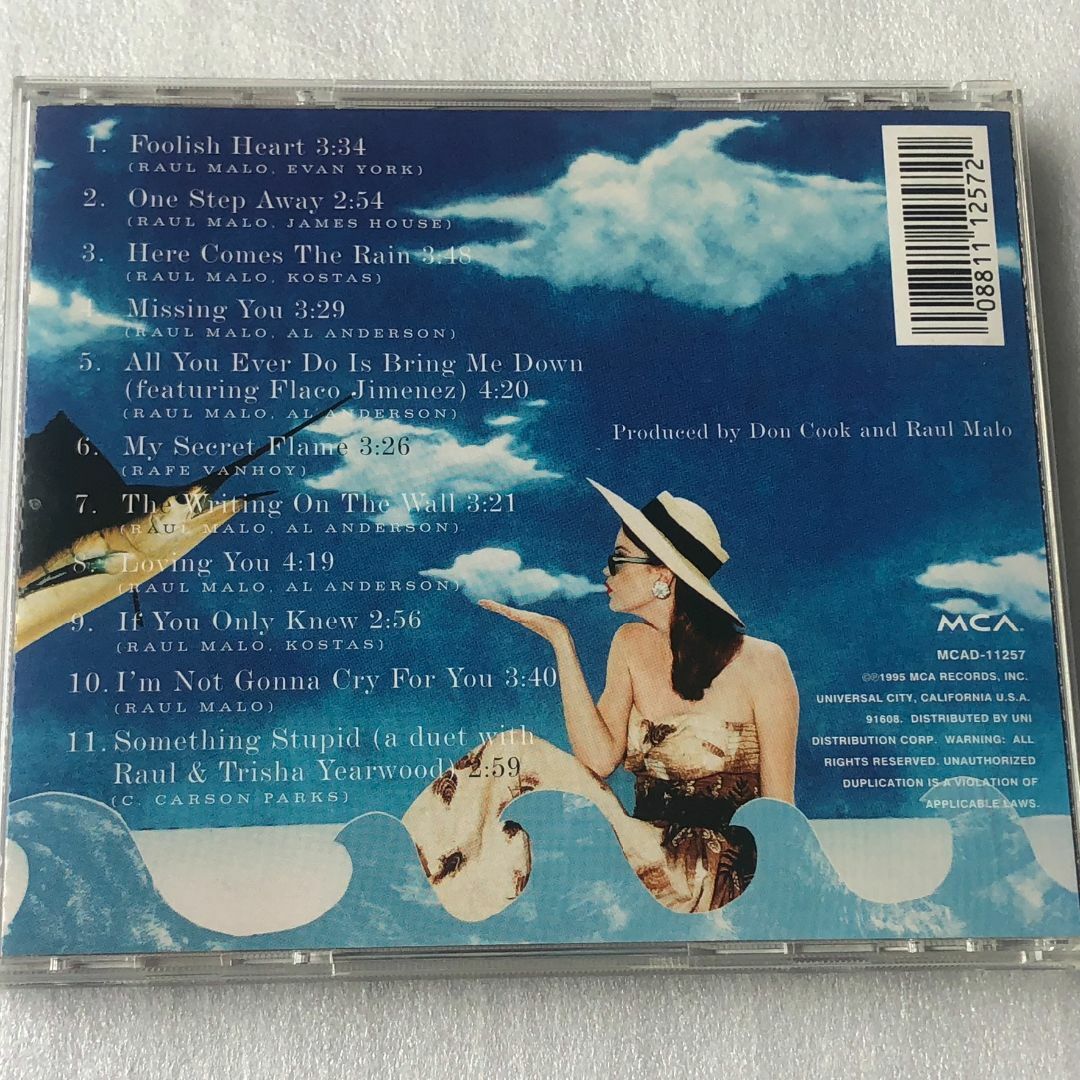 1. Foolish Heart 3:34
(RAUL MALO, EVAN YORK)
2. One Step Away 2:54
(RAUL MALO, JAMES HOUSE)
3. Here Comes The Rain 3:48
(RAUL MALO, KOSTAS)
4. Missing You 3:29
(RAUL MALO, AL ANDERSON)
5. All You Ever Do Is Bring Me Down
(featuring Flaco Jimenez) 4:20
(RAUL MALO, AL ANDERSON)
6. My Secret Flame 3:26
(RAFE VANHOY)
7. The Writing On The Wall 3:21
(RAUL MALO, AL ANDERSON)
8. Loving You 4:19
(RAUL MALO, AL ANDERSON)
9. If You Only Knew 2:56
(RAUL MALO, KOSTAS)
10. I'm Not Gonna Cry For You 3:40
(RAUL MALO)
11. Something Stupid (a duet with
Raul & Trisha Yearwood) 2:59
(C. CARSON PARKS)
08811 12572
Produced by Don Cook and Raul Malo
MCA.
MCAD-11257
©℗1995 MCA RECORDS, INC.
UNIVERSAL CITY, CALIFORNIA U.S.A.
91608. DISTRIBUTED BY UNI
DISTRIBUTION CORP. WARNING: ALL
RIGHTS RESERVED. UNAUTHORIZED
DUPLICATION IS A VIOLATION OF
APPLICABLE LAWS.